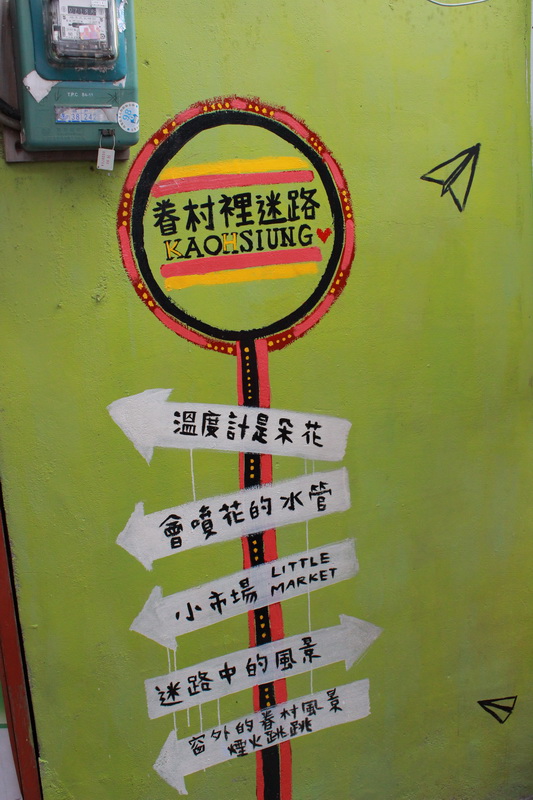 眷村裡迷路
KAOHSIUNG
溫度計是朵花
會噴花的水管
小市場 LITTLE
MARKET
迷路中的風景
窗外的眷村風景
煙火跳跳